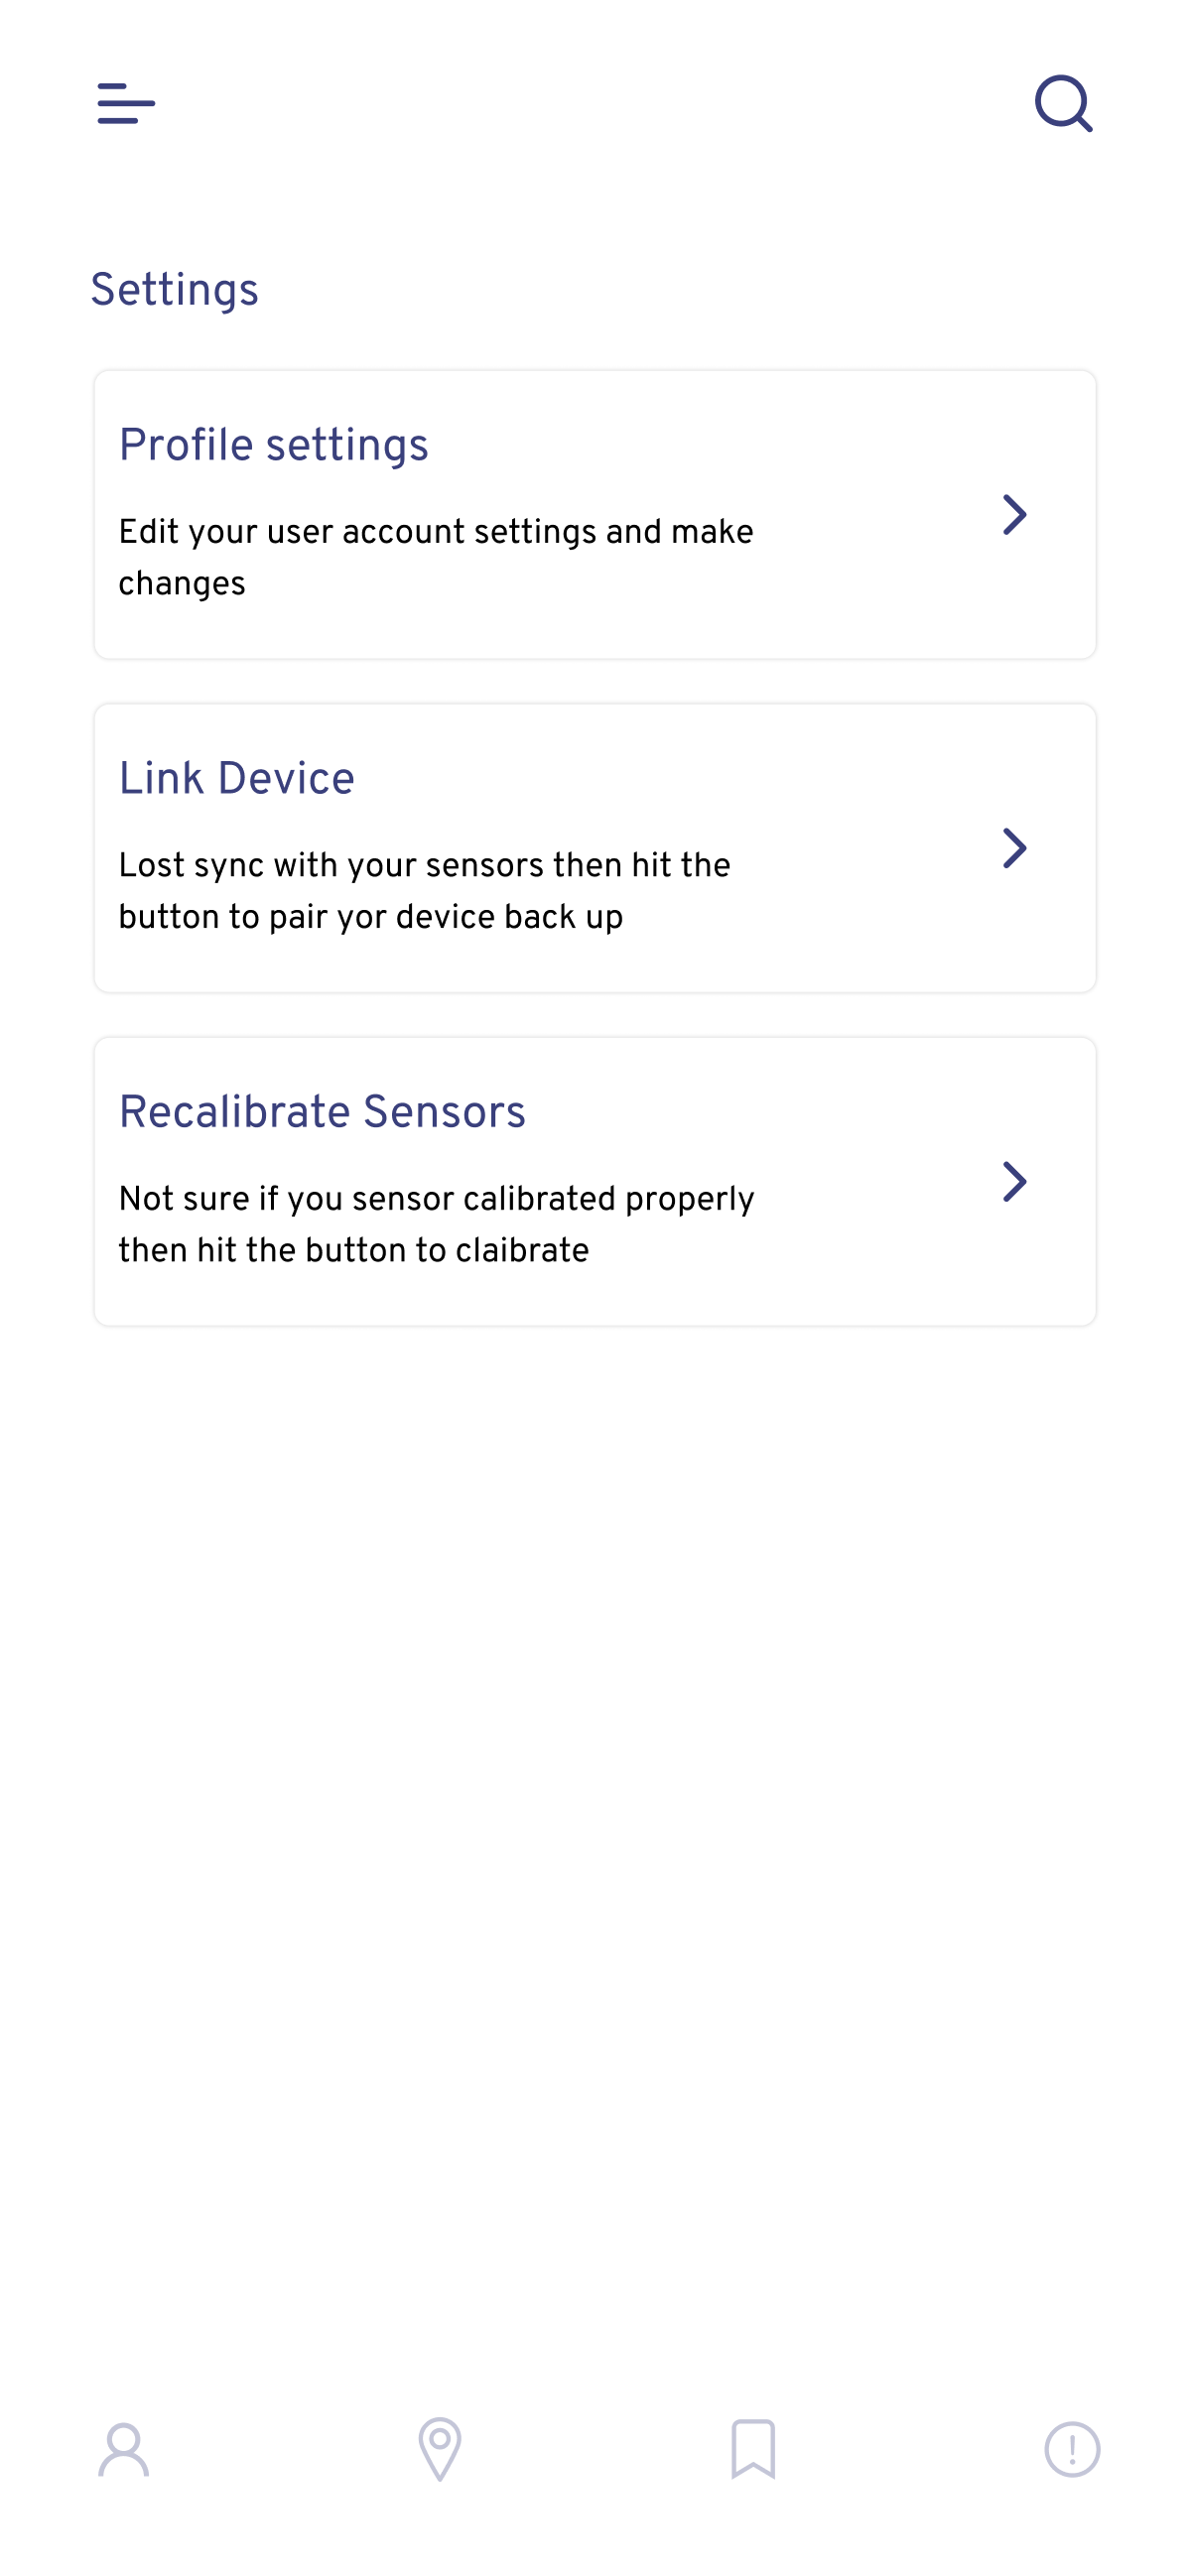 Settings
Profile settings
Edit your user account settings and make
changes
Link Device
Lost sync with your sensors then hit the
button to pair yor device back up
Recalibrate Sensors
Not sure if you sensor calibrated properly
then hit the button to claibrate